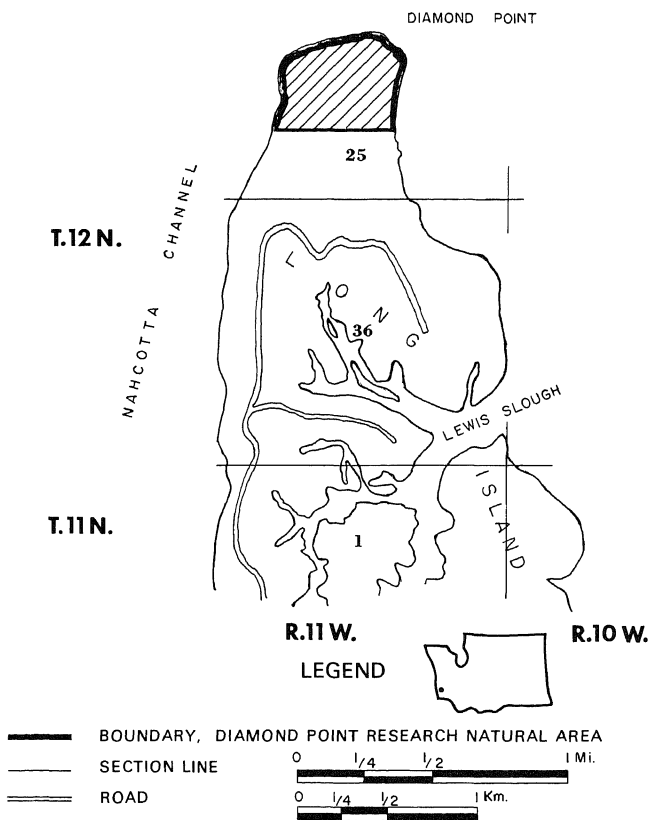 DIAMOND POINT
25
T.12 N.
NAHCOTTA CHANNEL
LONG
36
LEWIS SLOUGH
ISLAND
T.11 N.
1
R.11 W.
R.10 W.
LEGEND
BOUNDARY, DIAMOND POINT RESEARCH NATURAL AREA
SECTION LINE
0 1/4 1/2 1 Mi.
ROAD
0 1/4 1/2 1 Km.